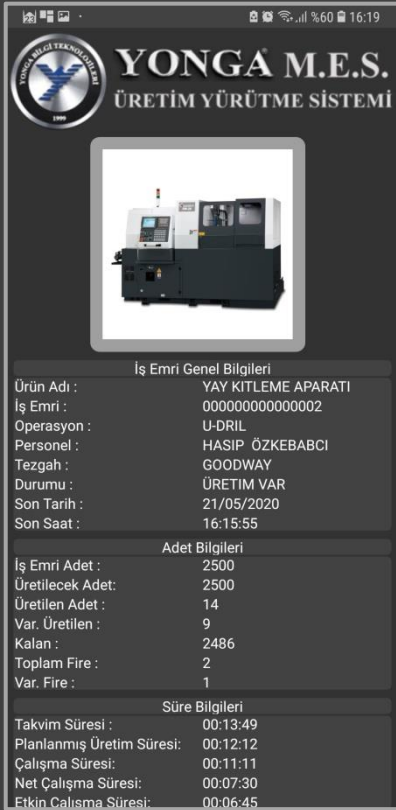 %60 16:19
YONGA BİLGİ TEKNOLOJİLERİ
1999
YONGA M.E.S.
ÜRETİM YÜRÜTME SİSTEMİ
İş Emri Genel Bilgileri
Ürün Adı : YAY KITLEME APARATI
İş Emri : 000000000000002
Operasyon : U-DRIL
Personel : HASIP ÖZKEBABCI
Tezgah : GOODWAY
Durumu : ÜRETIM VAR
Son Tarih : 21/05/2020
Son Saat : 16:15:55
Adet Bilgileri
İş Emri Adet : 2500
Üretilecek Adet: 2500
Üretilen Adet : 14
Var. Üretilen : 9
Kalan : 2486
Toplam Fire : 2
Var. Fire : 1
Süre Bilgileri
Takvim Süresi : 00:13:49
Planlanmış Üretim Süresi: 00:12:12
Çalışma Süresi: 00:11:11
Net Çalışma Süresi: 00:07:30
Etkin Çalışma Süresi: 00:06:45